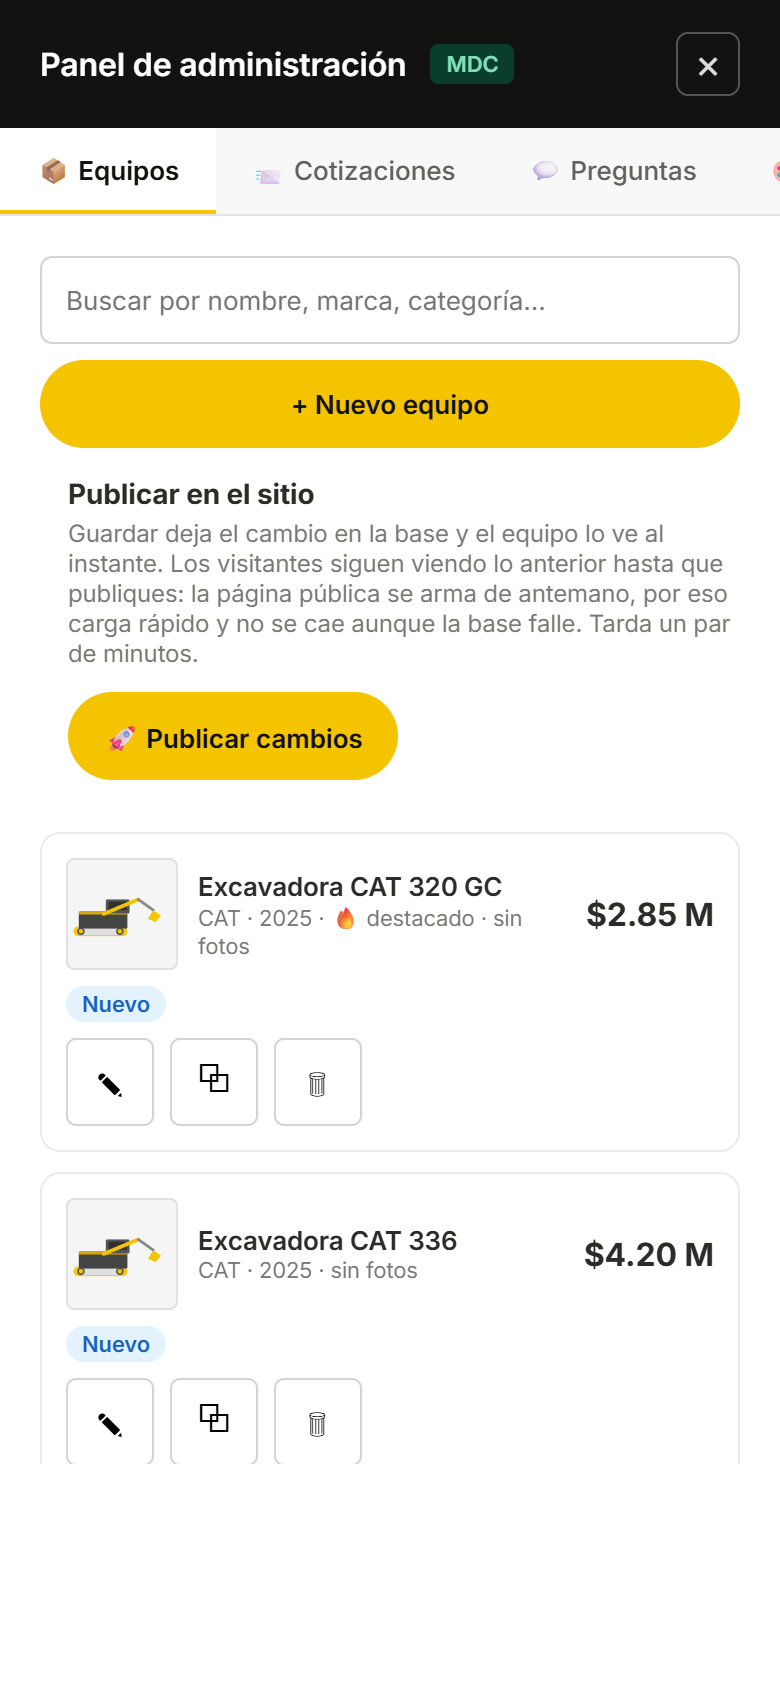 Panel de administración MDC
Equipos Cotizaciones Preguntas
Buscar por nombre, marca, categoría...
+ Nuevo equipo
Publicar en el sitio
Guardar deja el cambio en la base y el equipo lo ve al
instante. Los visitantes siguen viendo lo anterior hasta que
publiques: la página pública se arma de antemano, por eso
carga rápido y no se cae aunque la base falle. Tarda un par
de minutos.
Publicar cambios
Excavadora CAT 320 GC
CAT · 2025 · 🔥 destacado · sin
fotos
$2.85 M
Nuevo
Excavadora CAT 336
CAT · 2025 · sin fotos
$4.20 M
Nuevo